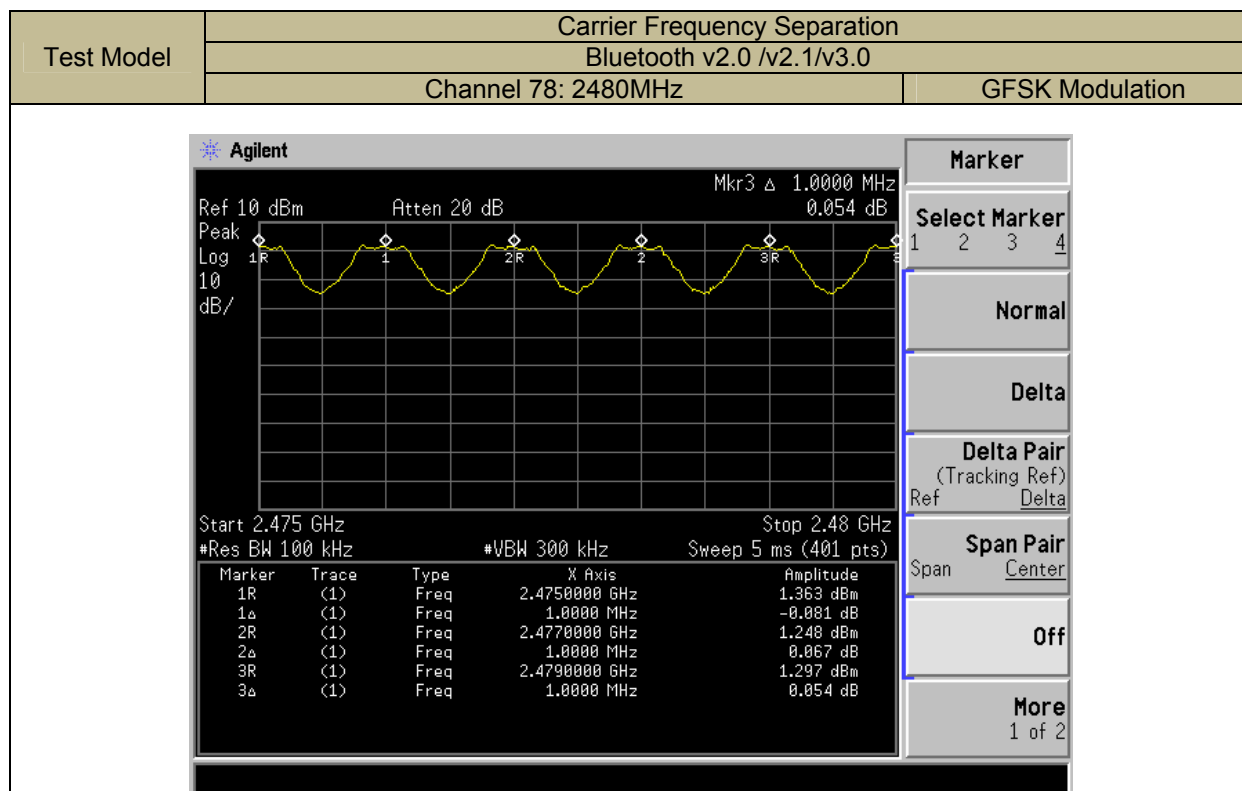 Test Model
Carrier Frequency Separation
Bluetooth v2.0 /v2.1/v3.0
Channel 78: 2480MHz GFSK Modulation
Agilent
Mkr3 Δ 1.0000 MHz
Ref 10 dBm Atten 20 dB 0.054 dB
Peak
Log
10
dB/
1R 1 2R 2 3R 3
Start 2.475 GHz Stop 2.48 GHz
#Res BW 100 kHz #VBW 300 kHz Sweep 5 ms (401 pts)
Marker Trace Type X Axis Amplitude
1R (1) Freq 2.4750000 GHz 1.363 dBm
1Δ (1) Freq 1.0000 MHz -0.081 dB
2R (1) Freq 2.4770000 GHz 1.248 dBm
2Δ (1) Freq 1.0000 MHz 0.067 dB
3R (1) Freq 2.4790000 GHz 1.297 dBm
3Δ (1) Freq 1.0000 MHz 0.054 dB
Marker
Select Marker
1 2 3 4
Normal
Delta
Delta Pair
(Tracking Ref)
Ref Delta
Span Pair
Span Center
Off
More
1 of 2